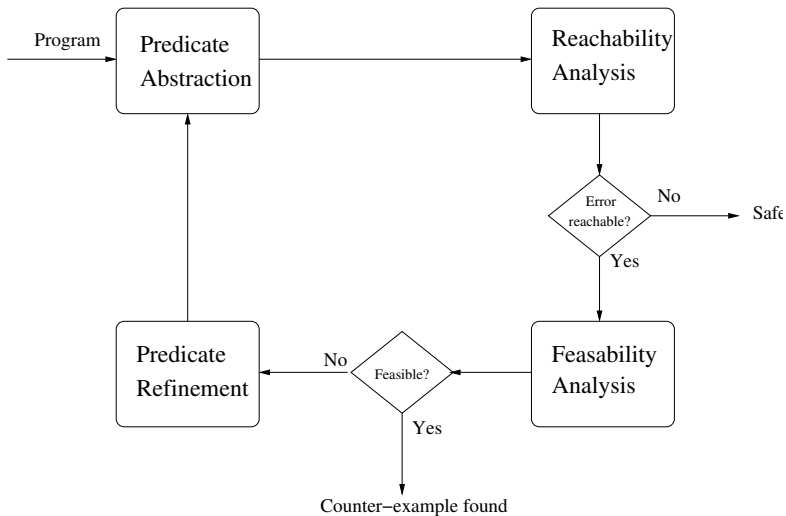 Program
Predicate
Abstraction
Reachability
Analysis
Error
reachable?
No
Safe
Yes
Feasability
Analysis
Feasible?
No
Predicate
Refinement
Yes
Counter−example found